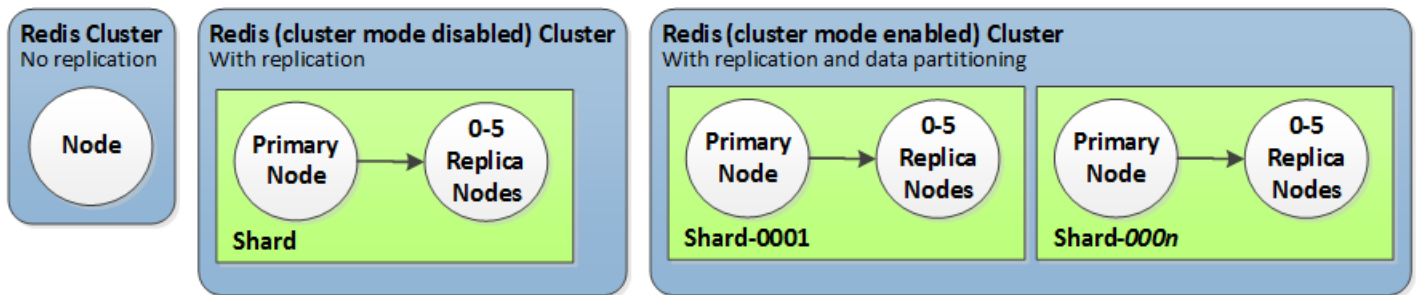 Redis Cluster
No replication
Node
Redis (cluster mode disabled) Cluster
With replication
Primary
Node
0-5
Replica
Nodes
Shard
Redis (cluster mode enabled) Cluster
With replication and data partitioning
Primary
Node
0-5
Replica
Nodes
Shard-0001
Primary
Node
0-5
Replica
Nodes
Shard-000n